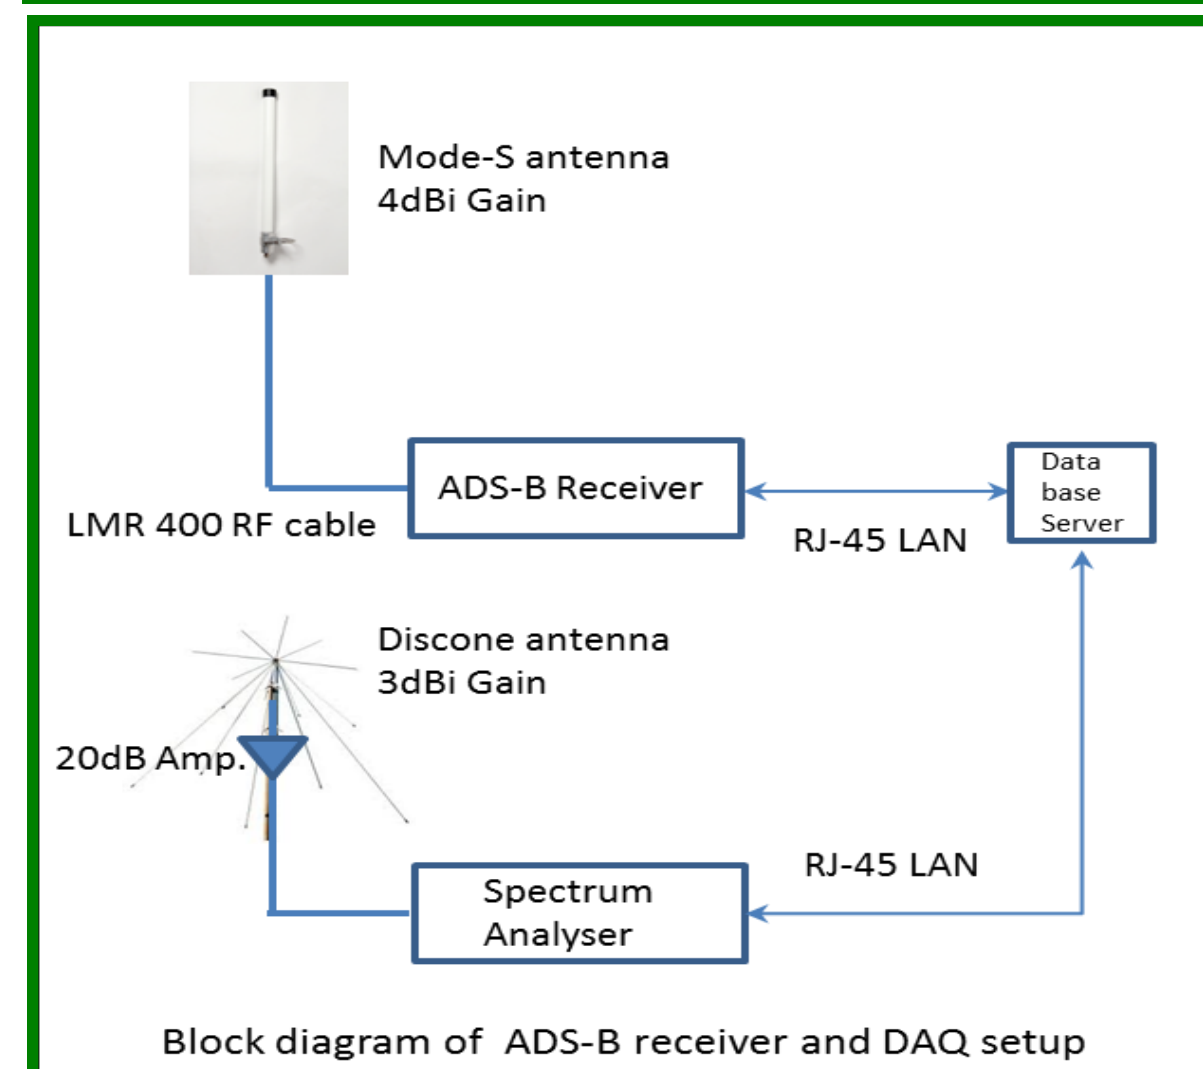 Mode-S antenna
4dBi Gain
ADS-B Receiver
Data
base
Server
LMR 400 RF cable
RJ-45 LAN
Discone antenna
3dBi Gain
20dB Amp.
RJ-45 LAN
Spectrum
Analyser
Block diagram of ADS-B receiver and DAQ setup